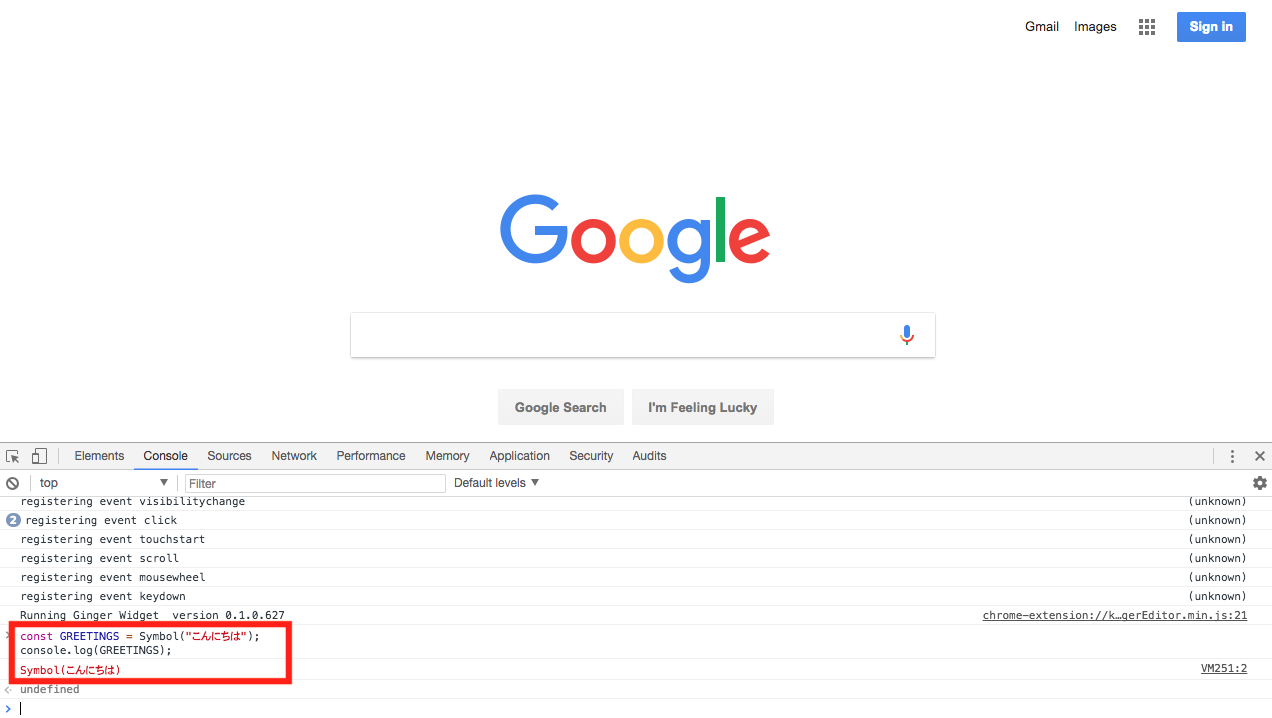 Gmail Images Sign in
Google
Google Search I'm Feeling Lucky
Elements Console Sources Network Performance Memory Application Security Audits
top ▼ Filter Default levels ▼
registering event visibilitychange (unknown)
2 registering event click (unknown)
registering event touchstart (unknown)
registering event scroll (unknown)
registering event mousewheel (unknown)
registering event keydown (unknown)
Running Ginger Widget  version 0.1.0.627 chrome-extension://k…gerEditor.min.js:21
> const GREETINGS = Symbol("こんにちは");
console.log(GREETINGS);
Symbol(こんにちは) VM251:2
undefined
>